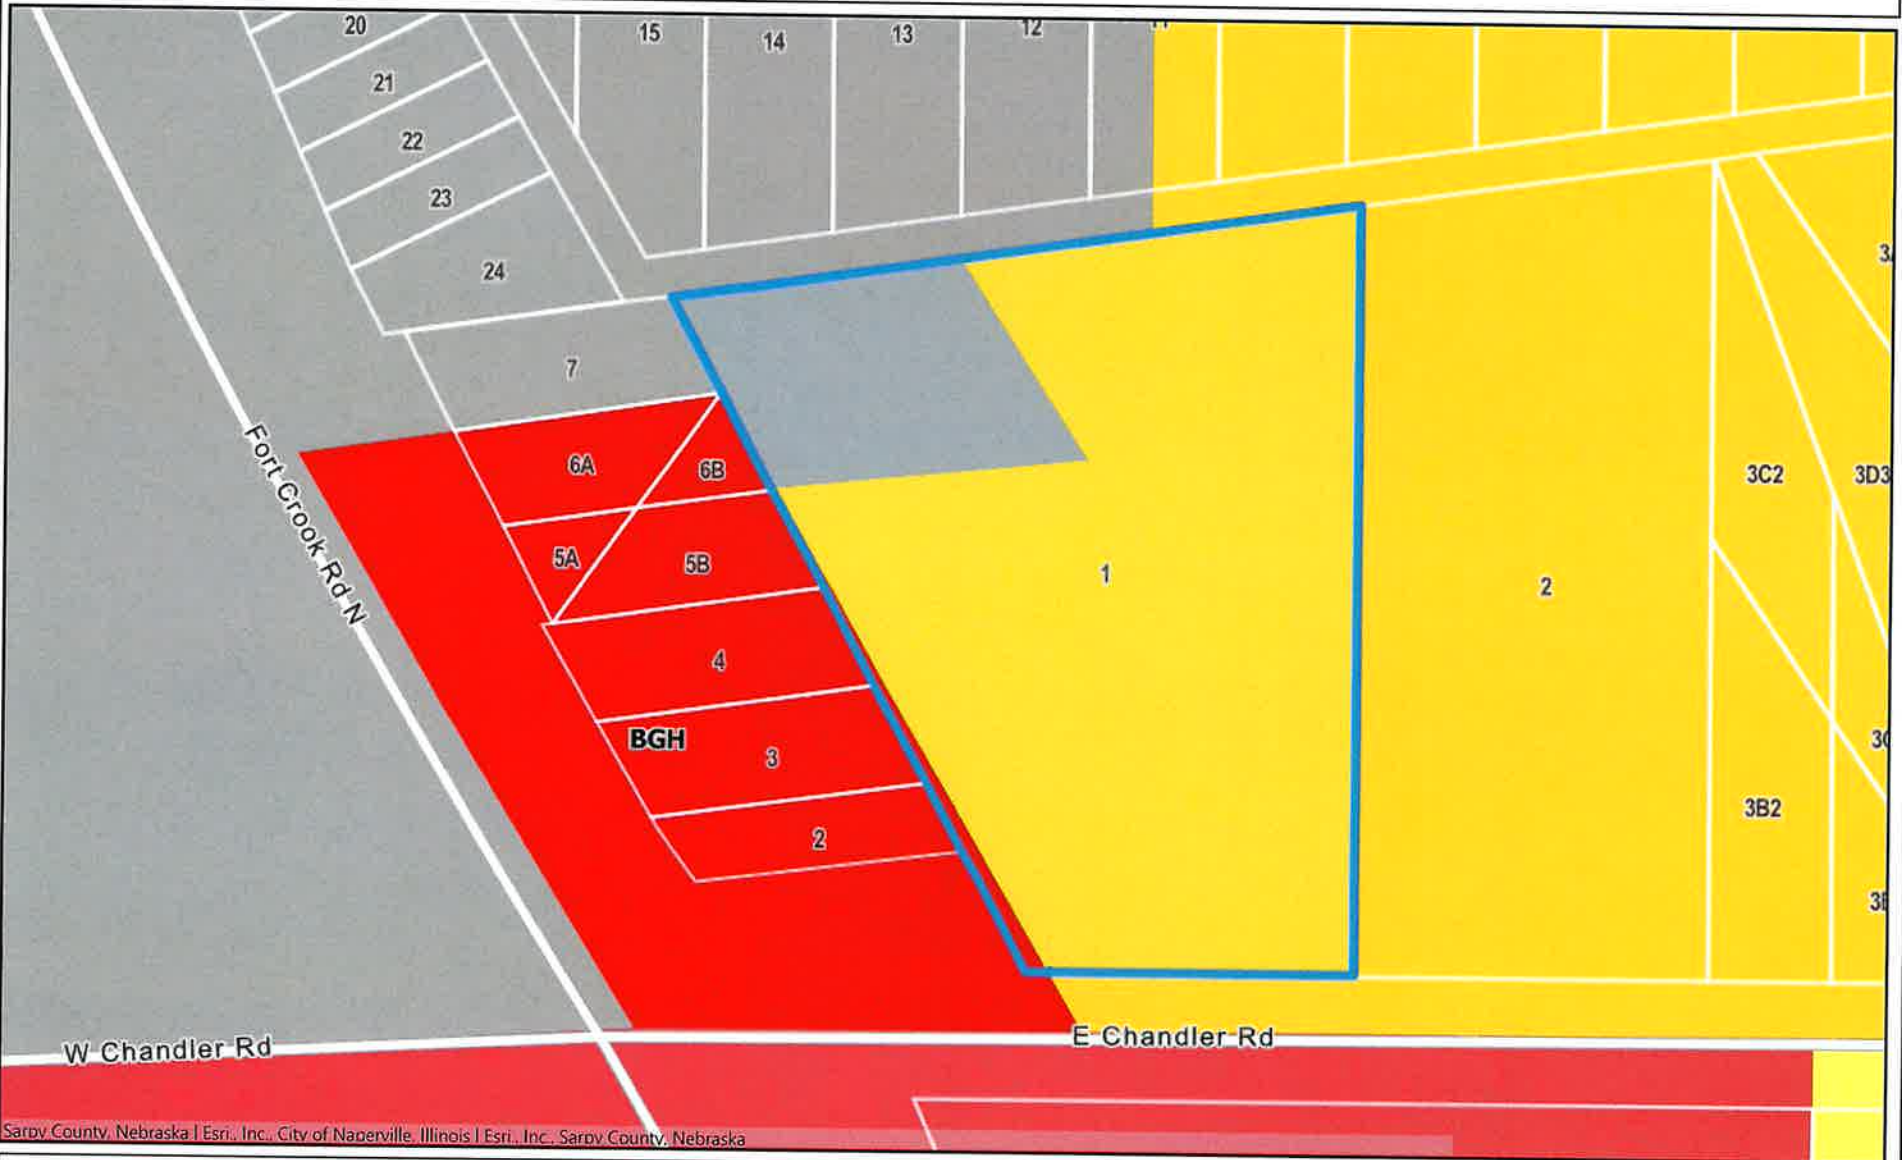 20
15
14
13
12
21
22
23
24
7
6A
6B
5A
5B
4
BGH
3
2
1
2
3C2
3D3
3B2
Fort Crook Rd N
W Chandler Rd
E Chandler Rd
Sarpy County, Nebraska | Esri., Inc., City of Naperville, Illinois | Esri., Inc., Sarpy County, Nebraska